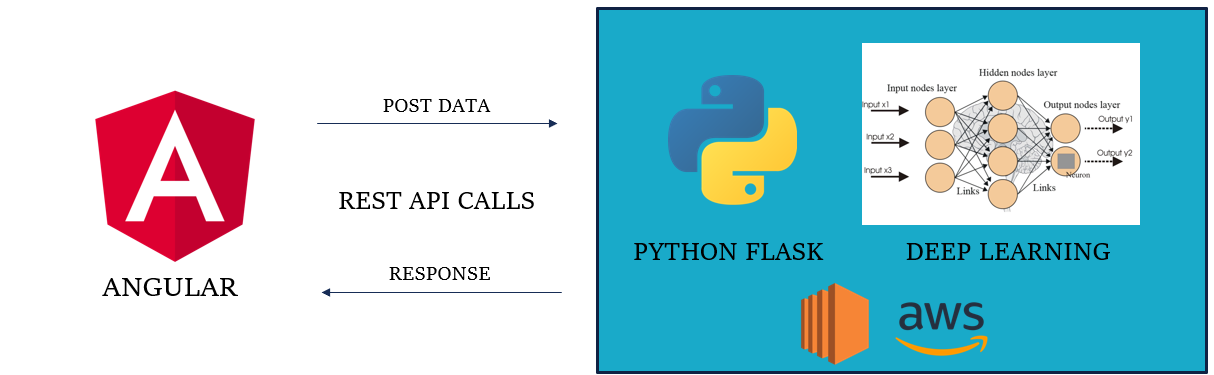 ANGULAR
POST DATA
REST API CALLS
RESPONSE
Hidden nodes layer
Input nodes layer
Output nodes layer
Input x1
Input x2
Input x3
Output y1
Output y2
Neuron
Links
Links
PYTHON FLASK
DEEP LEARNING
aws